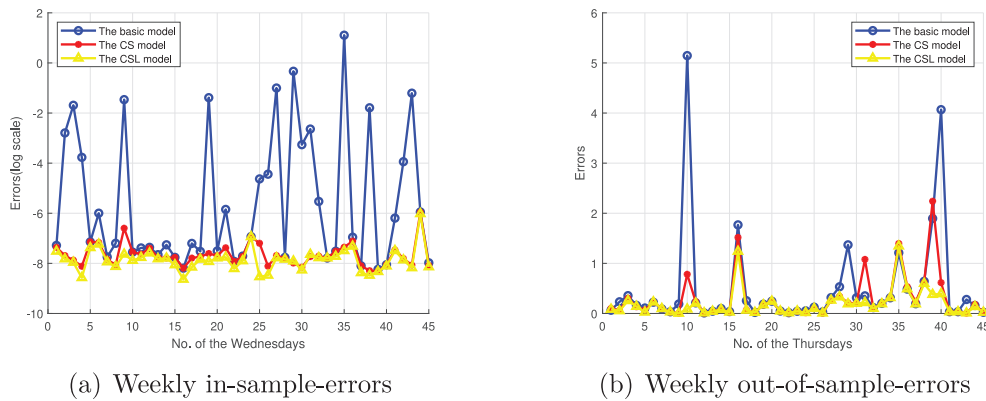 2
0
-2
-4
-6
-8
-10
Errors(log scale)
The basic model
The CS model
The CSL model
0 5 10 15 20 25 30 35 40 45
No. of the Wednesdays
(a) Weekly in-sample-errors
6
5
4
3
2
1
0
Errors
The basic model
The CS model
The CSL model
0 5 10 15 20 25 30 35 40 45
No. of the Thursdays
(b) Weekly out-of-sample-errors